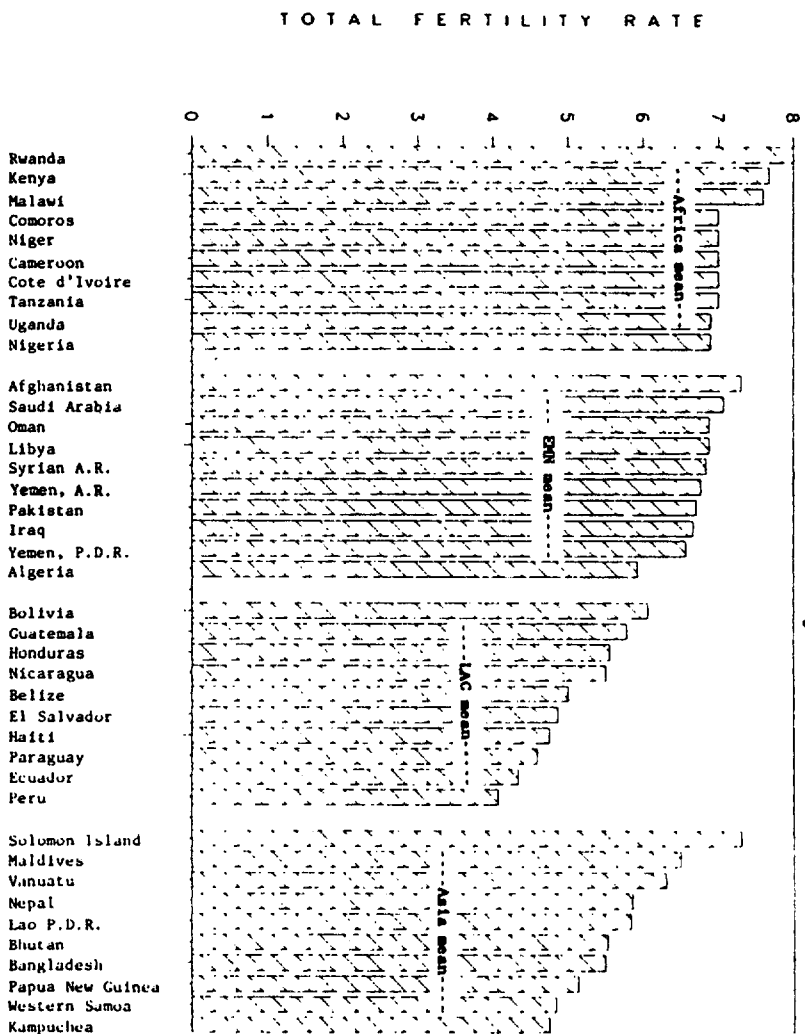 TOTAL FERTILITY RATE
0 1 2 3 4 5 6 7 8
Rwanda
Kenya
Malawi
Comoros
Niger
Cameroon
Cote d'Ivoire
Tanzania
Uganda
Nigeria
Africa mean
Afghanistan
Saudi Arabia
Oman
Libya
Syrian A.R.
Yemen, A.R.
Pakistan
Iraq
Yemen, P.D.R.
Algeria
mean
Bolivia
Guatemala
Honduras
Nicaragua
Belize
El Salvador
Haiti
Paraguay
Ecuador
Peru
LAC mean
Solomon Island
Maldives
Vanuatu
Nepal
Lao P.D.R.
Bhutan
Bangladesh
Papua New Guinea
Western Samoa
Kampuchea
Asia mean